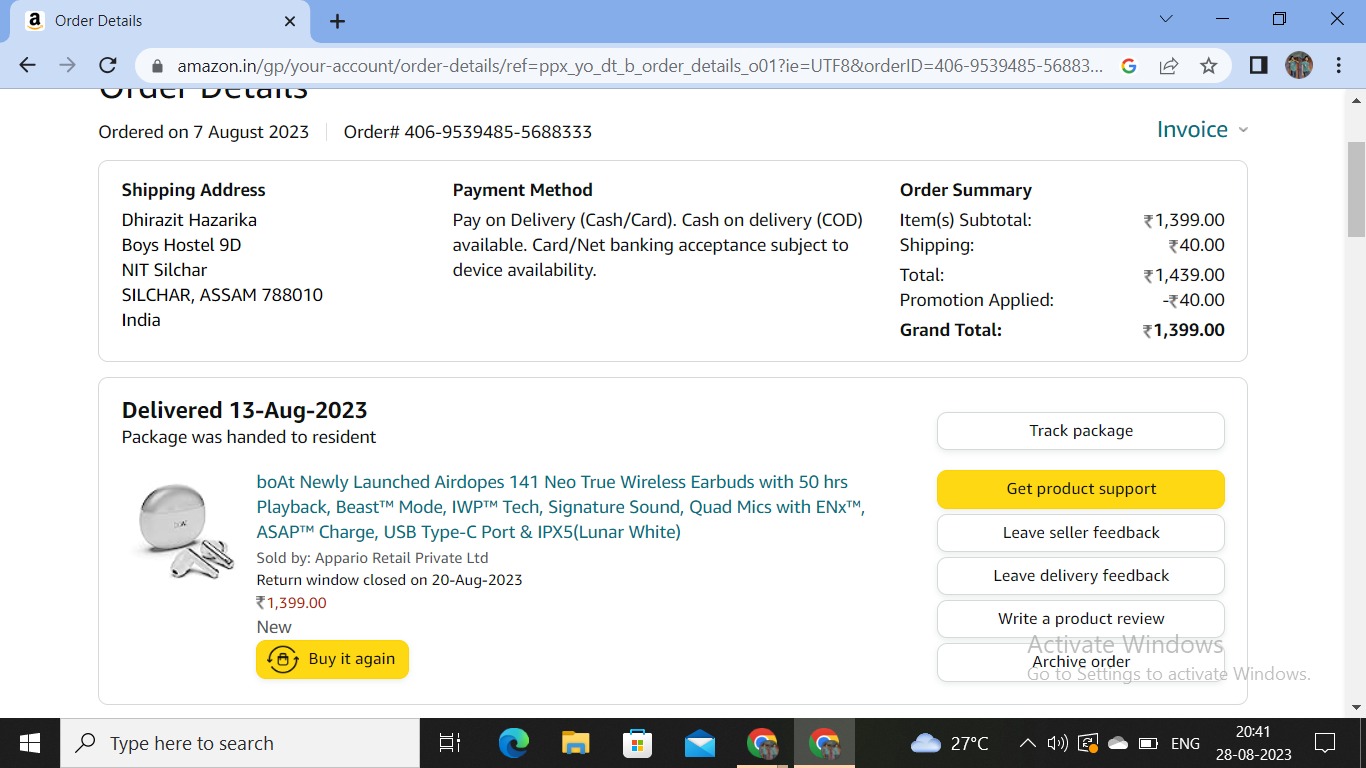 Order Details
amazon.in/gp/your-account/order-details/ref=ppx_yo_dt_b_order_details_o01?ie=UTF8&orderID=406-9539485-56883...
Order Details
Ordered on 7 August 2023
Order# 406-9539485-5688333
Invoice
Shipping Address
Dhirazit Hazarika
Boys Hostel 9D
NIT Silchar
SILCHAR, ASSAM 788010
India
Payment Method
Pay on Delivery (Cash/Card). Cash on delivery (COD)
available. Card/Net banking acceptance subject to
device availability.
Order Summary
Item(s) Subtotal: ₹1,399.00
Shipping: ₹40.00
Total: ₹1,439.00
Promotion Applied: -₹40.00
Grand Total: ₹1,399.00
Delivered 13-Aug-2023
Package was handed to resident
boAt Newly Launched Airdopes 141 Neo True Wireless Earbuds with 50 hrs
Playback, Beast™ Mode, IWP™ Tech, Signature Sound, Quad Mics with ENx™,
ASAP™ Charge, USB Type-C Port & IPX5(Lunar White)
Sold by: Appario Retail Private Ltd
Return window closed on 20-Aug-2023
₹1,399.00
New
Buy it again
Track package
Get product support
Leave seller feedback
Leave delivery feedback
Write a product review
Archive order
Activate Windows
Go to Settings to activate Windows.
Type here to search
27°C
ENG
20:41
28-08-2023